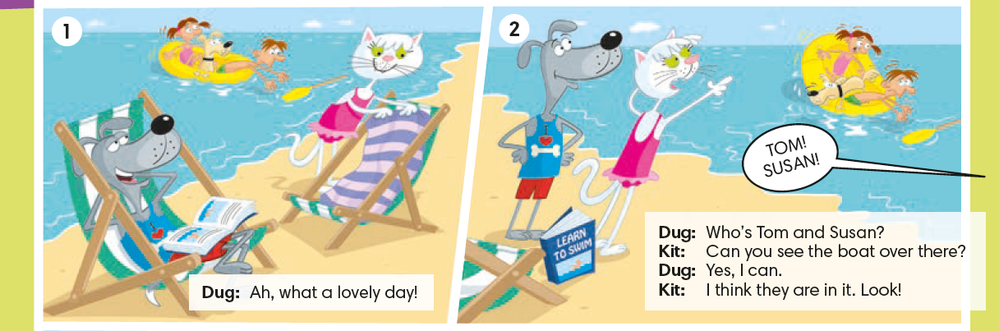 1
Dug: Ah, what a lovely day!
2
I
TOM!
SUSAN!
LEARN
TO SWIM
Dug: Who's Tom and Susan?
Kit: Can you see the boat over there?
Dug: Yes, I can.
Kit: I think they are in it. Look!